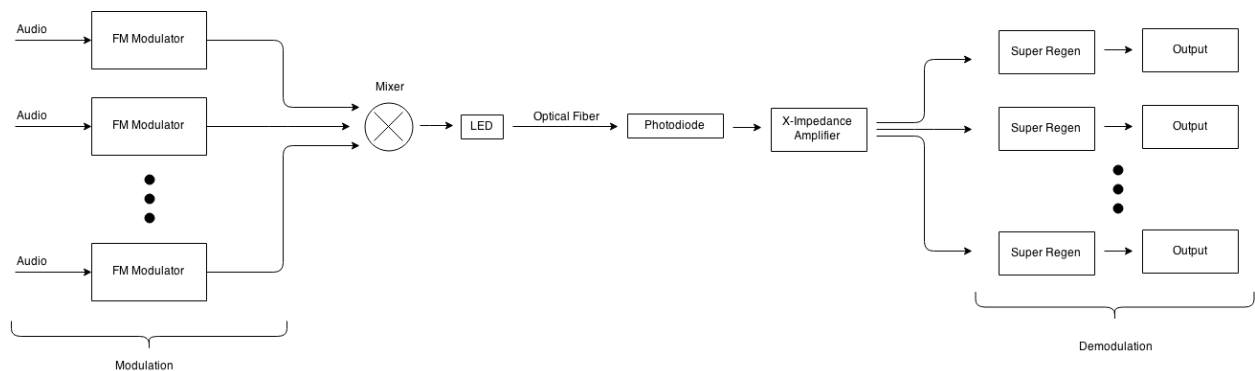 Audio
FM Modulator
Audio
FM Modulator
Audio
FM Modulator
Modulation
Mixer
LED
Optical Fiber
Photodiode
X-Impedance
Amplifier
Super Regen
Output
Super Regen
Output
Super Regen
Output
Demodulation